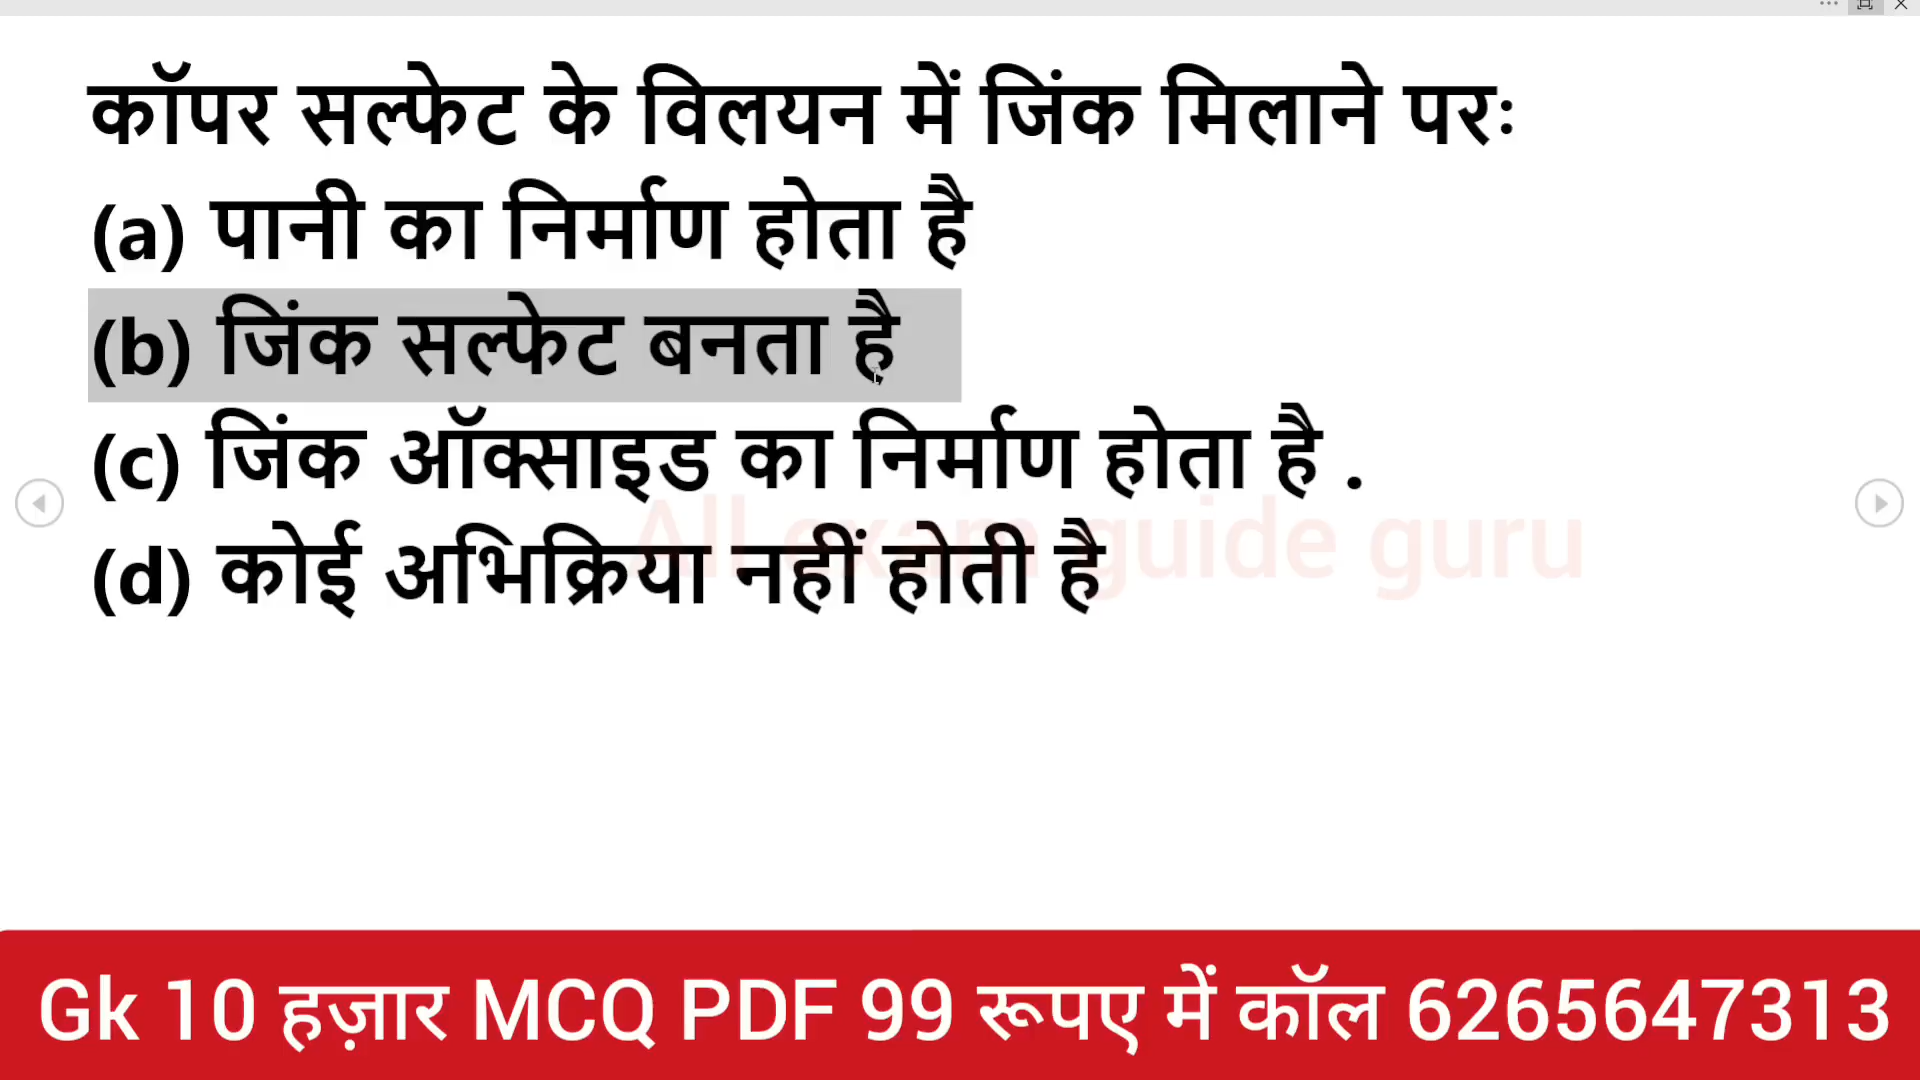 कॉपर सल्फेट के विलयन में जिंक मिलाने परः
(a) पानी का निर्माण होता है
(b) जिंक सल्फेट बनता है
(c) जिंक ऑक्साइड का निर्माण होता है .
(d) कोई अभिक्रिया नहीं होती है
All exam guide guru
Gk 10 हज़ार MCQ PDF 99 रूपए में कॉल 6265647313